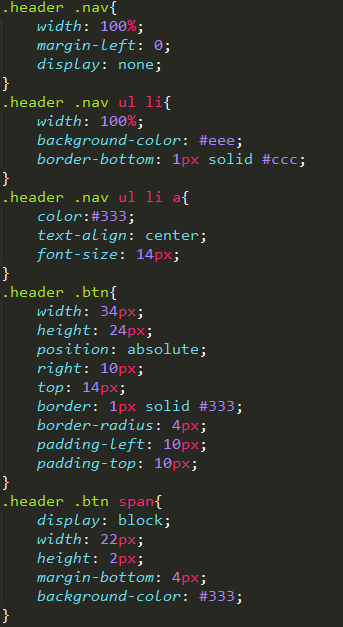 .header .nav{
    width: 100%;
    margin-left: 0;
    display: none;
}
.header .nav ul li{
    width: 100%;
    background-color: #eee;
    border-bottom: 1px solid #ccc;
}
.header .nav ul li a{
    color:#333;
    text-align: center;
    font-size: 14px;
}
.header .btn{
    width: 34px;
    height: 24px;
    position: absolute;
    right: 10px;
    top: 14px;
    border: 1px solid #333;
    border-radius: 4px;
    padding-left: 10px;
    padding-top: 10px;
}
.header .btn span{
    display: block;
    width: 22px;
    height: 2px;
    margin-bottom: 4px;
    background-color: #333;
}